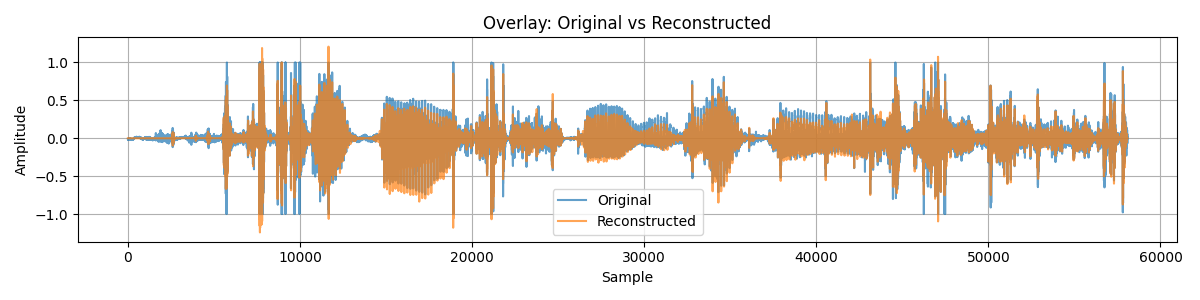 Overlay: Original vs Reconstructed
Amplitude
1.0
0.5
0.0
−0.5
−1.0
Original
Reconstructed
0 10000 20000 30000 40000 50000 60000
Sample